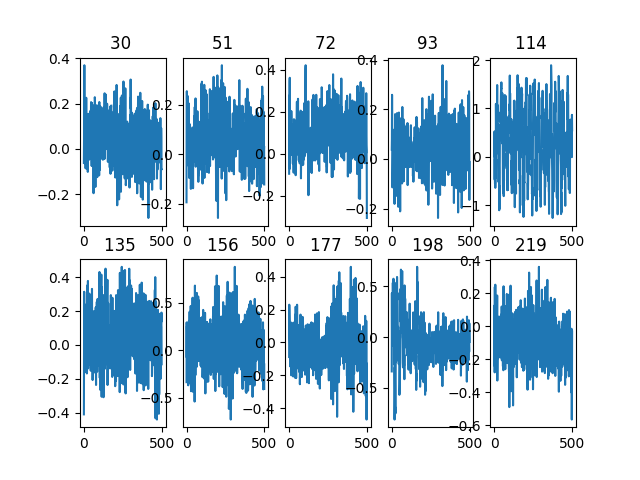 30 51 72 93 114
0.4 0.4 0.4 2
0.2 0.2 0.2 0.2 1
0.0 0.0 0.0 0.0 0
−0.2 −0.2 −0.2 −0.2 −1
0 500 0 500 0 500 0 500 0 500
135 156 177 198 219
0.4 0.5 0.4 0.5 0.4
0.2 0.0 0.2 0.0 0.2
0.0 −0.5 0.0 −0.5 0.0
−0.2 −0.2 −0.2
−0.4 −0.4 −0.4
−0.6
0 500 0 500 0 500 0 500 0 500